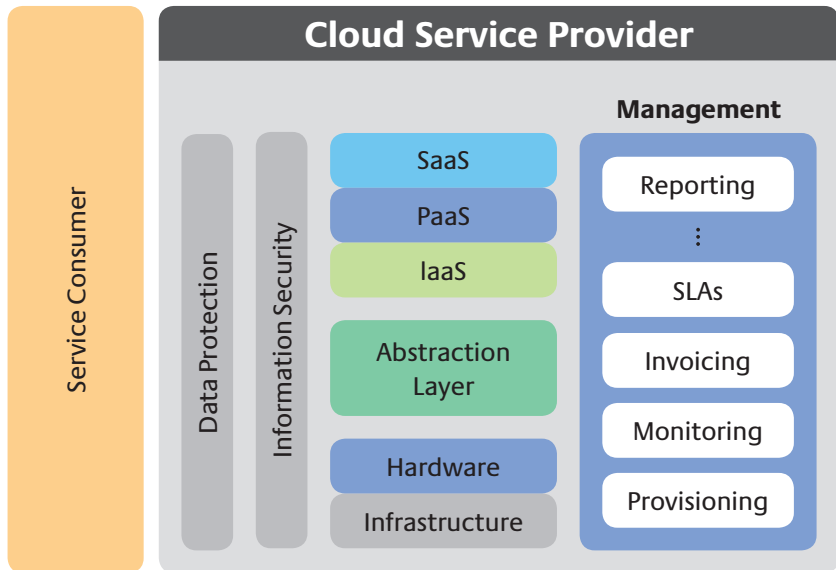 Cloud Service Provider
Service Consumer
Data Protection
Information Security
SaaS
PaaS
IaaS
Abstraction
Layer
Hardware
Infrastructure
Management
Reporting
⋮
SLAs
Invoicing
Monitoring
Provisioning